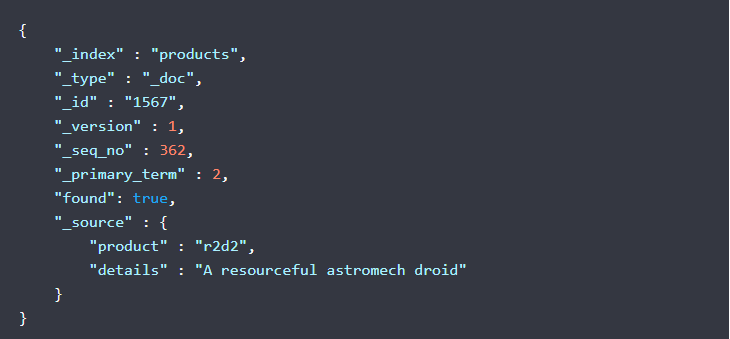 {
    "_index" : "products",
    "_type" : "_doc",
    "_id" : "1567",
    "_version" : 1,
    "_seq_no" : 362,
    "_primary_term" : 2,
    "found": true,
    "_source" : {
        "product" : "r2d2",
        "details" : "A resourceful astromech droid"
    }
}